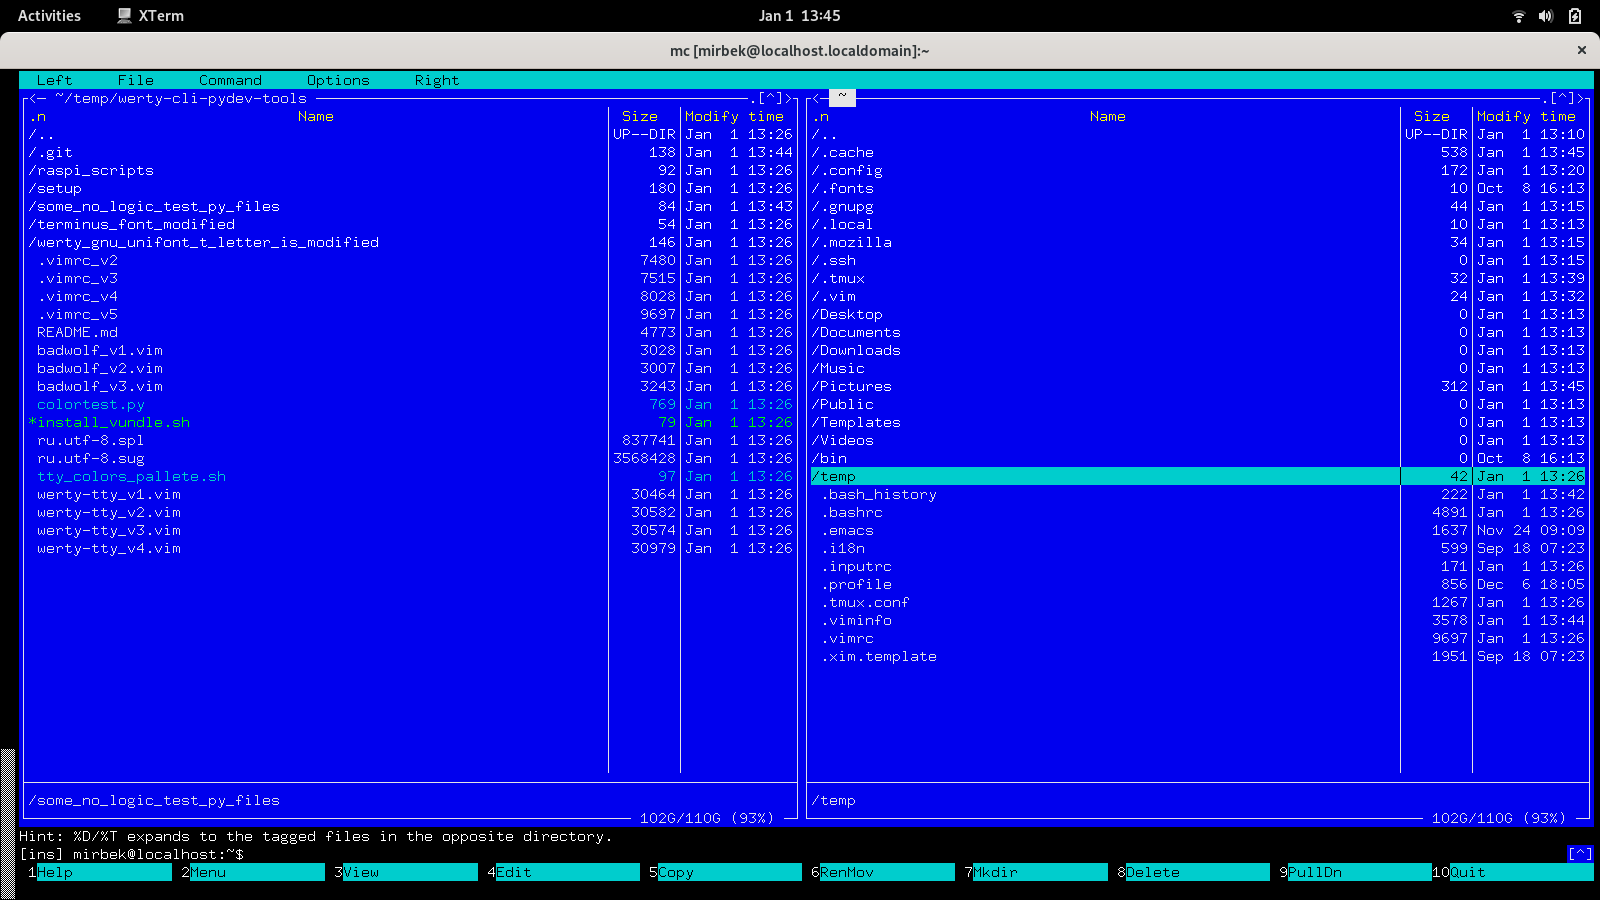 Activities XTerm Jan 1 13:45
mc [mirbek@localhost.localdomain]:~ ×
Left File Command Options Right
<─ ~/temp/werty-cli-pydev-tools .[^]> <─ ~ .[^]>
.n Name Size Modify time .n Name Size Modify time
/.. UP--DIR Jan 1 13:26 /.. UP--DIR Jan 1 13:10
/.git 138 Jan 1 13:44 /.cache 538 Jan 1 13:45
/raspi_scripts 92 Jan 1 13:26 /.config 172 Jan 1 13:20
/setup 180 Jan 1 13:26 /.fonts 10 Oct 8 16:13
/some_no_logic_test_py_files 84 Jan 1 13:43 /.gnupg 44 Jan 1 13:15
/terminus_font_modified 54 Jan 1 13:26 /.local 10 Jan 1 13:13
/werty_gnu_unifont_t_letter_is_modified 146 Jan 1 13:26 /.mozilla 34 Jan 1 13:15
.vimrc_v2 7480 Jan 1 13:26 /.ssh 0 Jan 1 13:15
.vimrc_v3 7515 Jan 1 13:26 /.tmux 32 Jan 1 13:39
.vimrc_v4 8028 Jan 1 13:26 /.vim 24 Jan 1 13:32
.vimrc_v5 9697 Jan 1 13:26 /Desktop 0 Jan 1 13:13
README.md 4773 Jan 1 13:26 /Documents 0 Jan 1 13:13
badwolf_v1.vim 3028 Jan 1 13:26 /Downloads 0 Jan 1 13:13
badwolf_v2.vim 3007 Jan 1 13:26 /Music 0 Jan 1 13:13
badwolf_v3.vim 3243 Jan 1 13:26 /Pictures 312 Jan 1 13:45
colortest.py 769 Jan 1 13:26 /Public 0 Jan 1 13:13
*install_vundle.sh 79 Jan 1 13:26 /Templates 0 Jan 1 13:13
ru.utf-8.spl 837741 Jan 1 13:26 /Videos 0 Jan 1 13:13
ru.utf-8.sug 3568428 Jan 1 13:26 /bin 0 Oct 8 16:13
tty_colors_pallete.sh 97 Jan 1 13:26 /temp 42 Jan 1 13:26
werty-tty_v1.vim 30464 Jan 1 13:26 .bash_history 222 Jan 1 13:42
werty-tty_v2.vim 30582 Jan 1 13:26 .bashrc 4891 Jan 1 13:26
werty-tty_v3.vim 30574 Jan 1 13:26 .emacs 1637 Nov 24 09:09
werty-tty_v4.vim 30979 Jan 1 13:26 .i18n 599 Sep 18 07:23
.inputrc 171 Jan 1 13:26
.profile 856 Dec 6 18:05
.tmux.conf 1267 Jan 1 13:26
.viminfo 3578 Jan 1 13:44
.vimrc 9697 Jan 1 13:26
.xim.template 1951 Sep 18 07:23
/some_no_logic_test_py_files /temp
102G/110G (93%) 102G/110G (93%)
Hint: %D/%T expands to the tagged files in the opposite directory.
[ins] mirbek@localhost:~$ [^]
1Help 2Menu 3View 4Edit 5Copy 6RenMov 7Mkdir 8Delete 9PullDn 10Quit